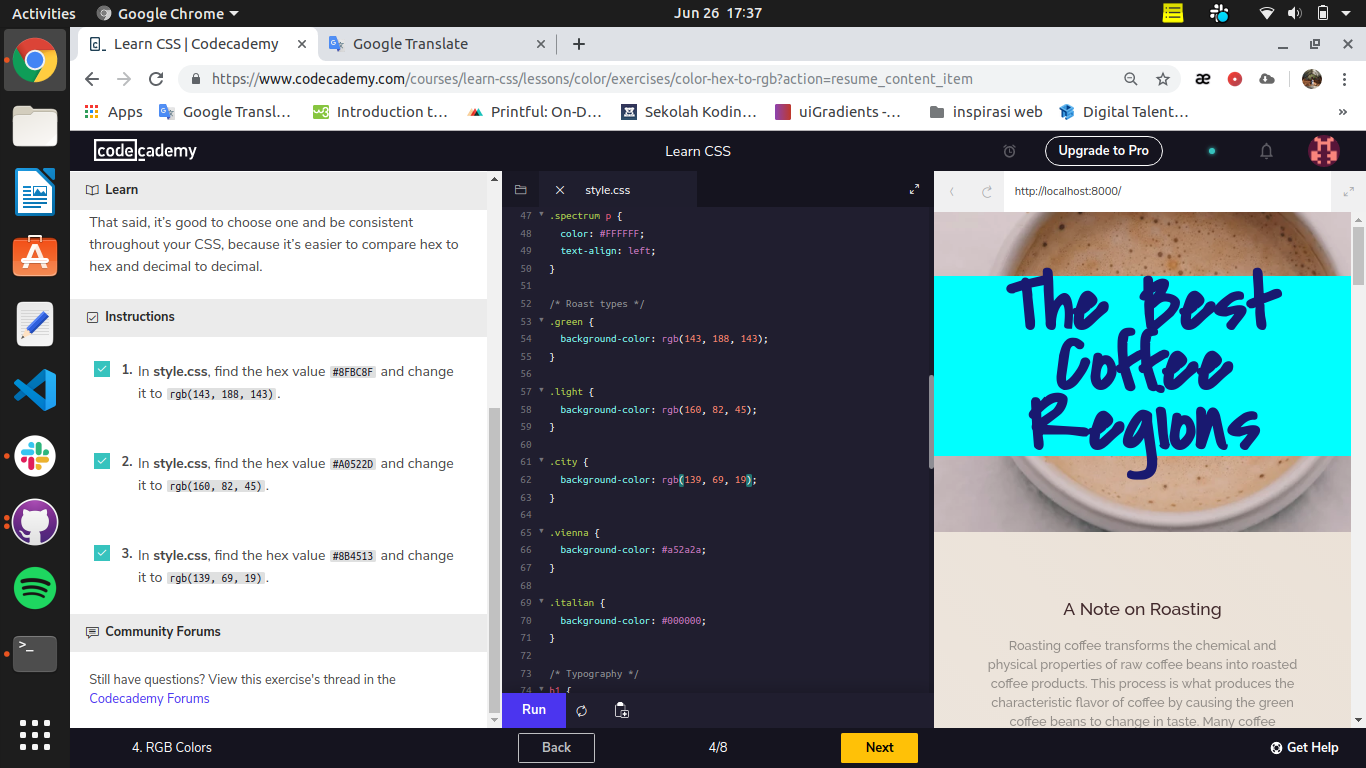 Activities
Google Chrome
Jun 26 17:37
Learn CSS | Codecademy
Google Translate
https://www.codecademy.com/courses/learn-css/lessons/color/exercises/color-hex-to-rgb?action=resume_content_item
Apps
Google Transl...
Introduction t...
Printful: On-D...
Sekolah Kodin...
uiGradients -...
inspirasi web
Digital Talent...
»
codecademy
Learn CSS
Upgrade to Pro
Learn
That said, it's good to choose one and be consistent
throughout your CSS, because it's easier to compare hex to
hex and decimal to decimal.
Instructions
1. In style.css, find the hex value #8FBC8F and change
it to rgb(143, 188, 143).
2. In style.css, find the hex value #A0522D and change
it to rgb(160, 82, 45).
3. In style.css, find the hex value #8B4513 and change
it to rgb(139, 69, 19).
Community Forums
Still have questions? View this exercise's thread in the
Codecademy Forums
style.css
47 .spectrum p {
48 color: #FFFFFF;
49 text-align: left;
50 }
51
52 /* Roast types */
53 .green {
54 background-color: rgb(143, 188, 143);
55 }
56
57 .light {
58 background-color: rgb(160, 82, 45);
59 }
60
61 .city {
62 background-color: rgb(139, 69, 19);
63 }
64
65 .vienna {
66 background-color: #a52a2a;
67 }
68
69 .italian {
70 background-color: #000000;
71 }
72
73 /* Typography */
74 h1 {
Run
http://localhost:8000/
The Best
Coffee
Regions
A Note on Roasting
Roasting coffee transforms the chemical and
physical properties of raw coffee beans into roasted
coffee products. This process is what produces the
characteristic flavor of coffee by causing the green
coffee beans to change in taste. Many coffee
4. RGB Colors
Back
4/8
Next
Get Help